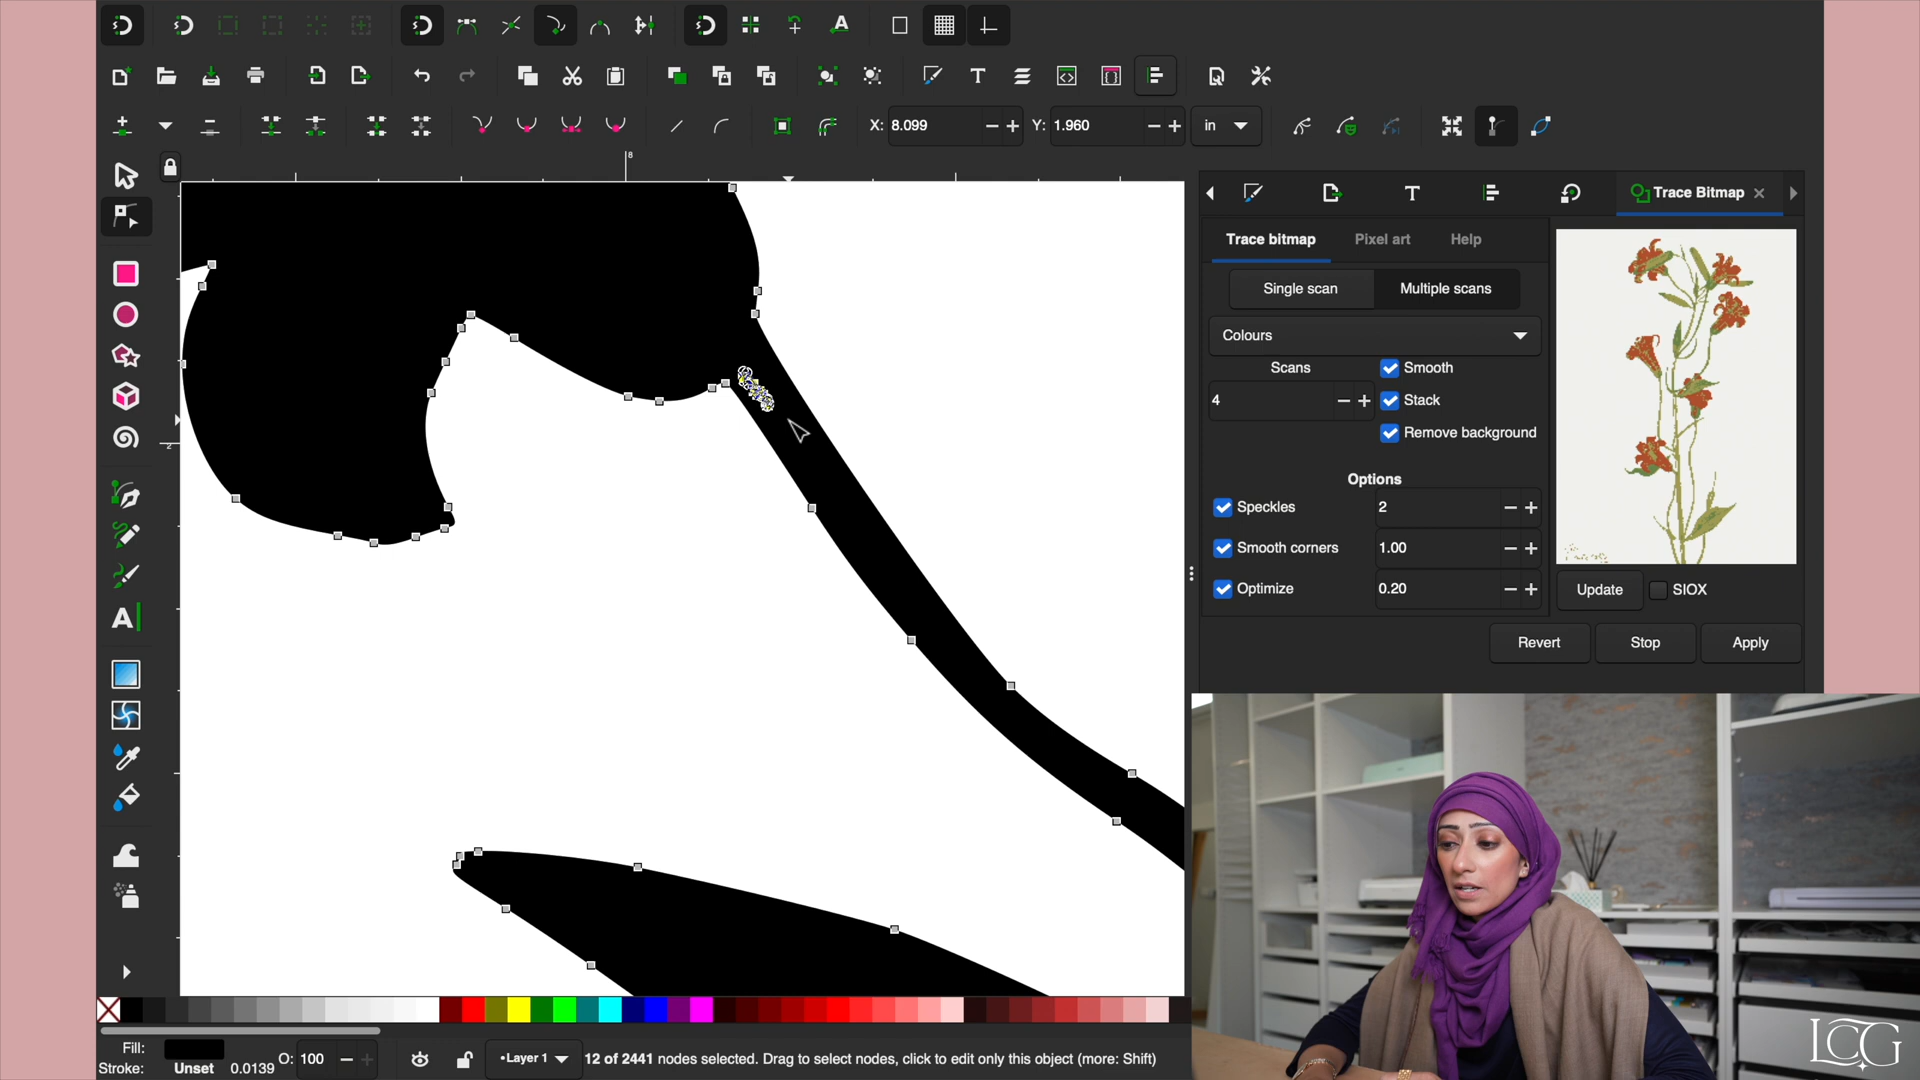 X: 8.099
Y: 1.960
in
8
2
Trace Bitmap
Trace bitmap
Pixel art
Help
Single scan
Multiple scans
Colours
Scans
Smooth
4
Stack
Remove background
Options
Speckles
2
Smooth corners
1.00
Optimize
0.20
Update
SIOX
Revert
Stop
Apply
Fill:
Stroke:
Unset
0.0139
O:
100
•Layer 1
12 of 2441 nodes selected. Drag to select nodes, click to edit only this object (more: Shift)
LCG